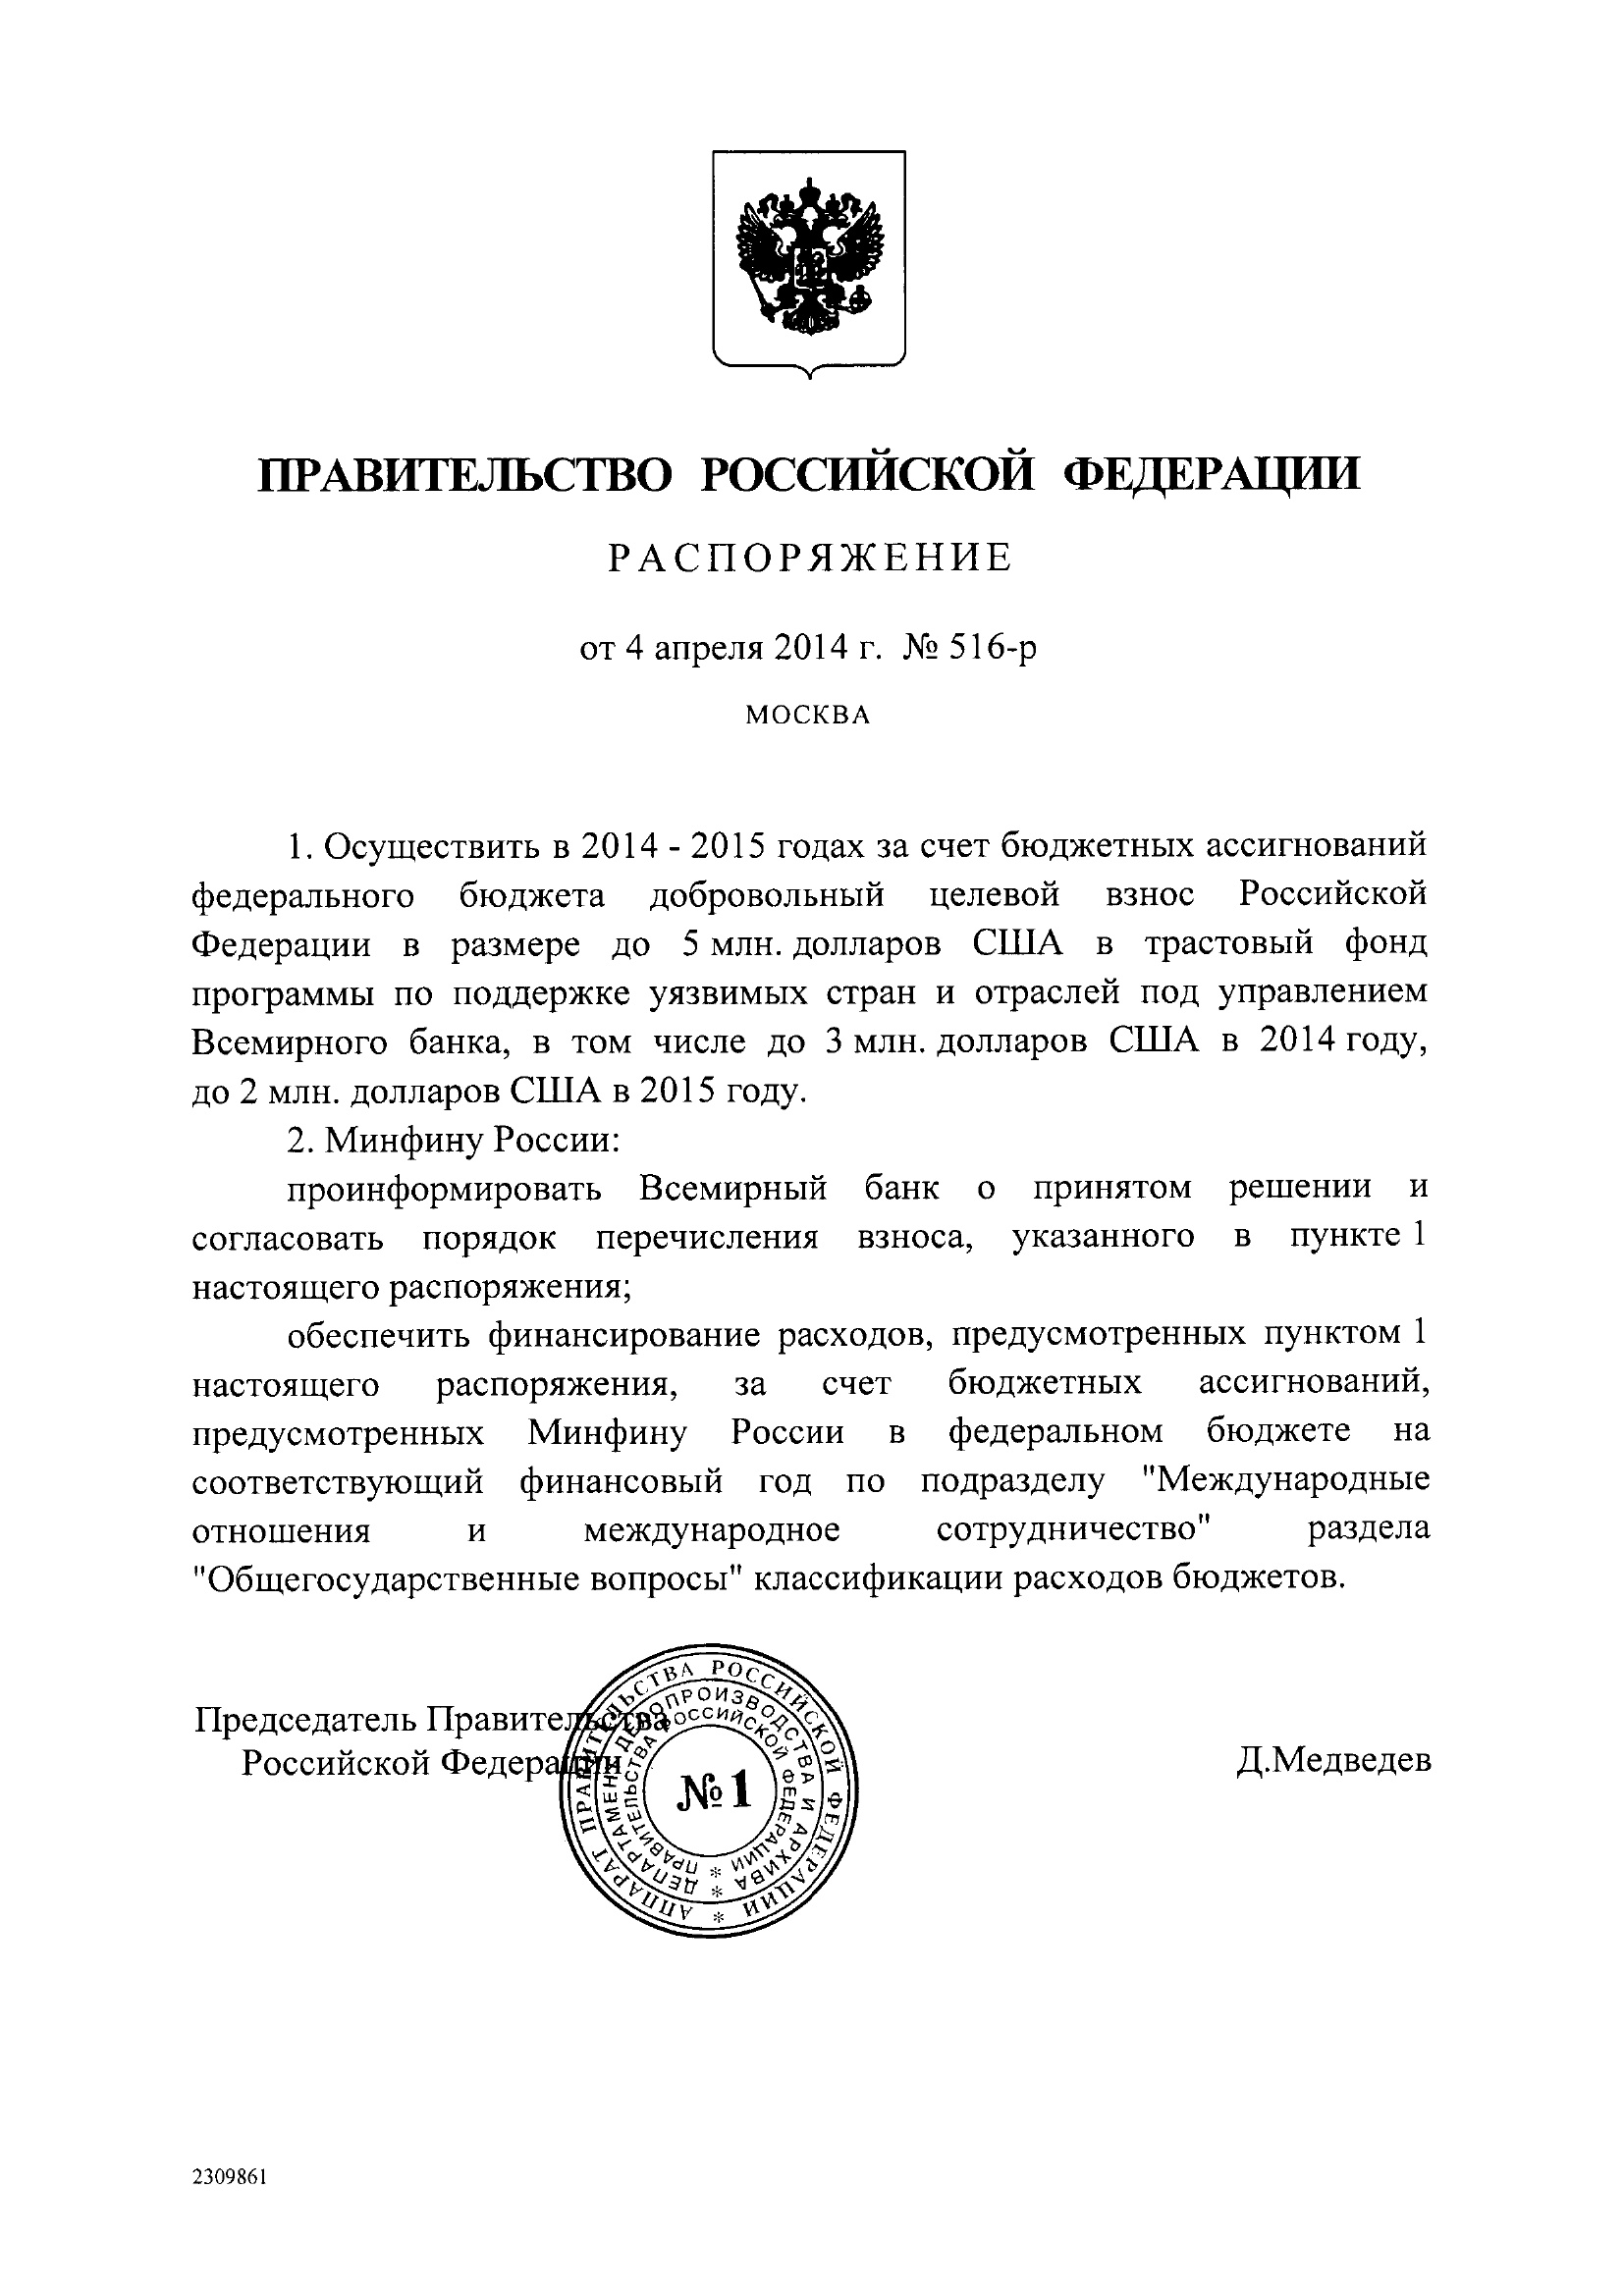 ПРАВИТЕЛЬСТВО РОССИЙСКОЙ ФЕДЕРАЦИИ
РАСПОРЯЖЕНИЕ
от 4 апреля 2014 г. № 516-р
МОСКВА
1. Осуществить в 2014 - 2015 годах за счет бюджетных ассигнований
федерального бюджета добровольный целевой взнос Российской
Федерации в размере до 5 млн. долларов США в трастовый фонд
программы по поддержке уязвимых стран и отраслей под управлением
Всемирного банка, в том числе до 3 млн. долларов США в 2014 году,
до 2 млн. долларов США в 2015 году.
2. Минфину России:
проинформировать Всемирный банк о принятом решении и
согласовать порядок перечисления взноса, указанного в пункте 1
настоящего распоряжения;
обеспечить финансирование расходов, предусмотренных пунктом 1
настоящего распоряжения, за счет бюджетных ассигнований,
предусмотренных Минфину России в федеральном бюджете на
соответствующий финансовый год по подразделу "Международные
отношения и международное сотрудничество" раздела
"Общегосударственные вопросы" классификации расходов бюджетов.
Председатель Правительства
Российской Федерации
Д.Медведев
АППАРАТ ПРАВИТЕЛЬСТВА РОССИЙСКОЙ ФЕДЕРАЦИИ *
ДЕПАРТАМЕНТ ДЕЛОПРОИЗВОДСТВА И АРХИВА *
ПРАВИТЕЛЬСТВА РОССИЙСКОЙ ФЕДЕРАЦИИ *
№1
2309861